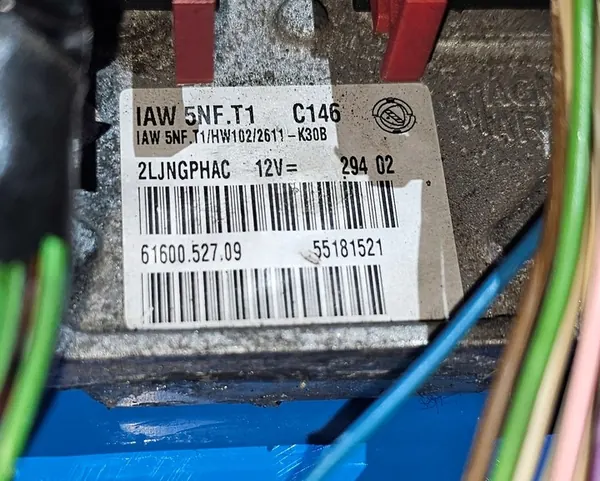 IAW 5NF.T1 C146
IAW 5NF.T1/HW102/2611-K30B
2LJNGPHAC 12V= 294 02
61600.527.09 55181521